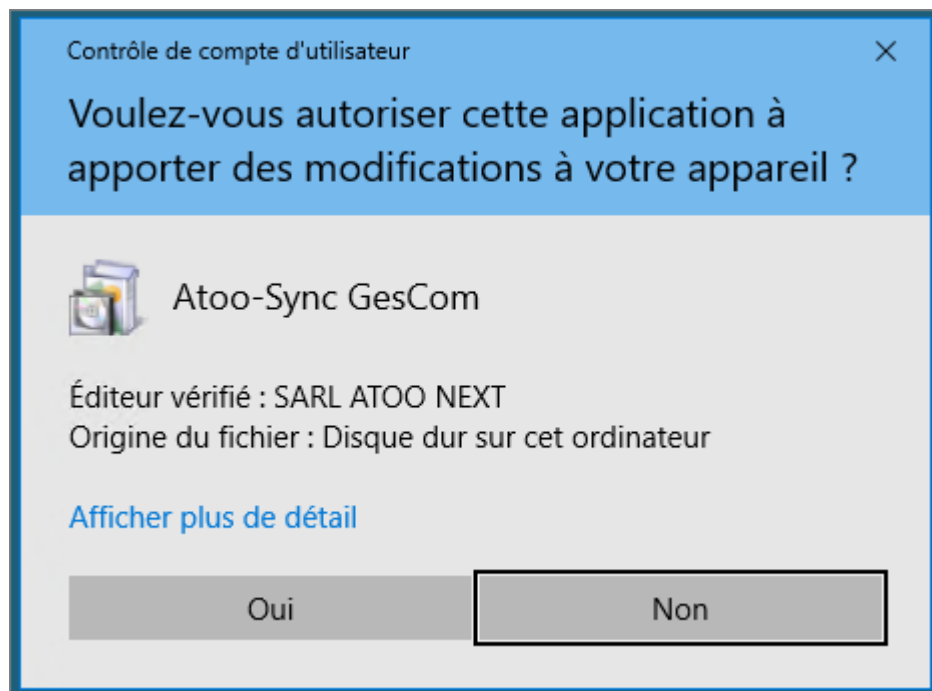 Contrôle de compte d'utilisateur
Voulez-vous autoriser cette application à
apporter des modifications à votre appareil ?
Atoo-Sync GesCom
Éditeur vérifié : SARL ATOO NEXT
Origine du fichier : Disque dur sur cet ordinateur
Afficher plus de détail
Oui
Non